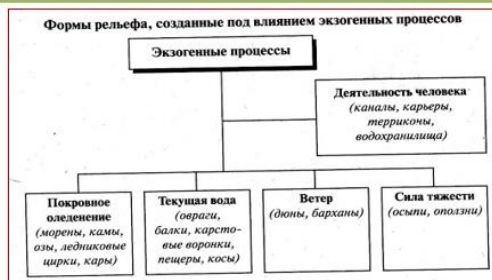 Формы рельефа, созданные под влиянием экзогенных процессов
Экзогенные процессы
Деятельность человека
(каналы, карьеры,
терриконы,
водохранилища)
Покровное
оледенение
(морены, камы,
озы, ледниковые
цирки, кары)
Текущая вода
(овраги,
балки, карсто-
вые воронки,
пещеры, косы)
Ветер
(дюны, барханы)
Сила тяжести
(осыпи, оползни)